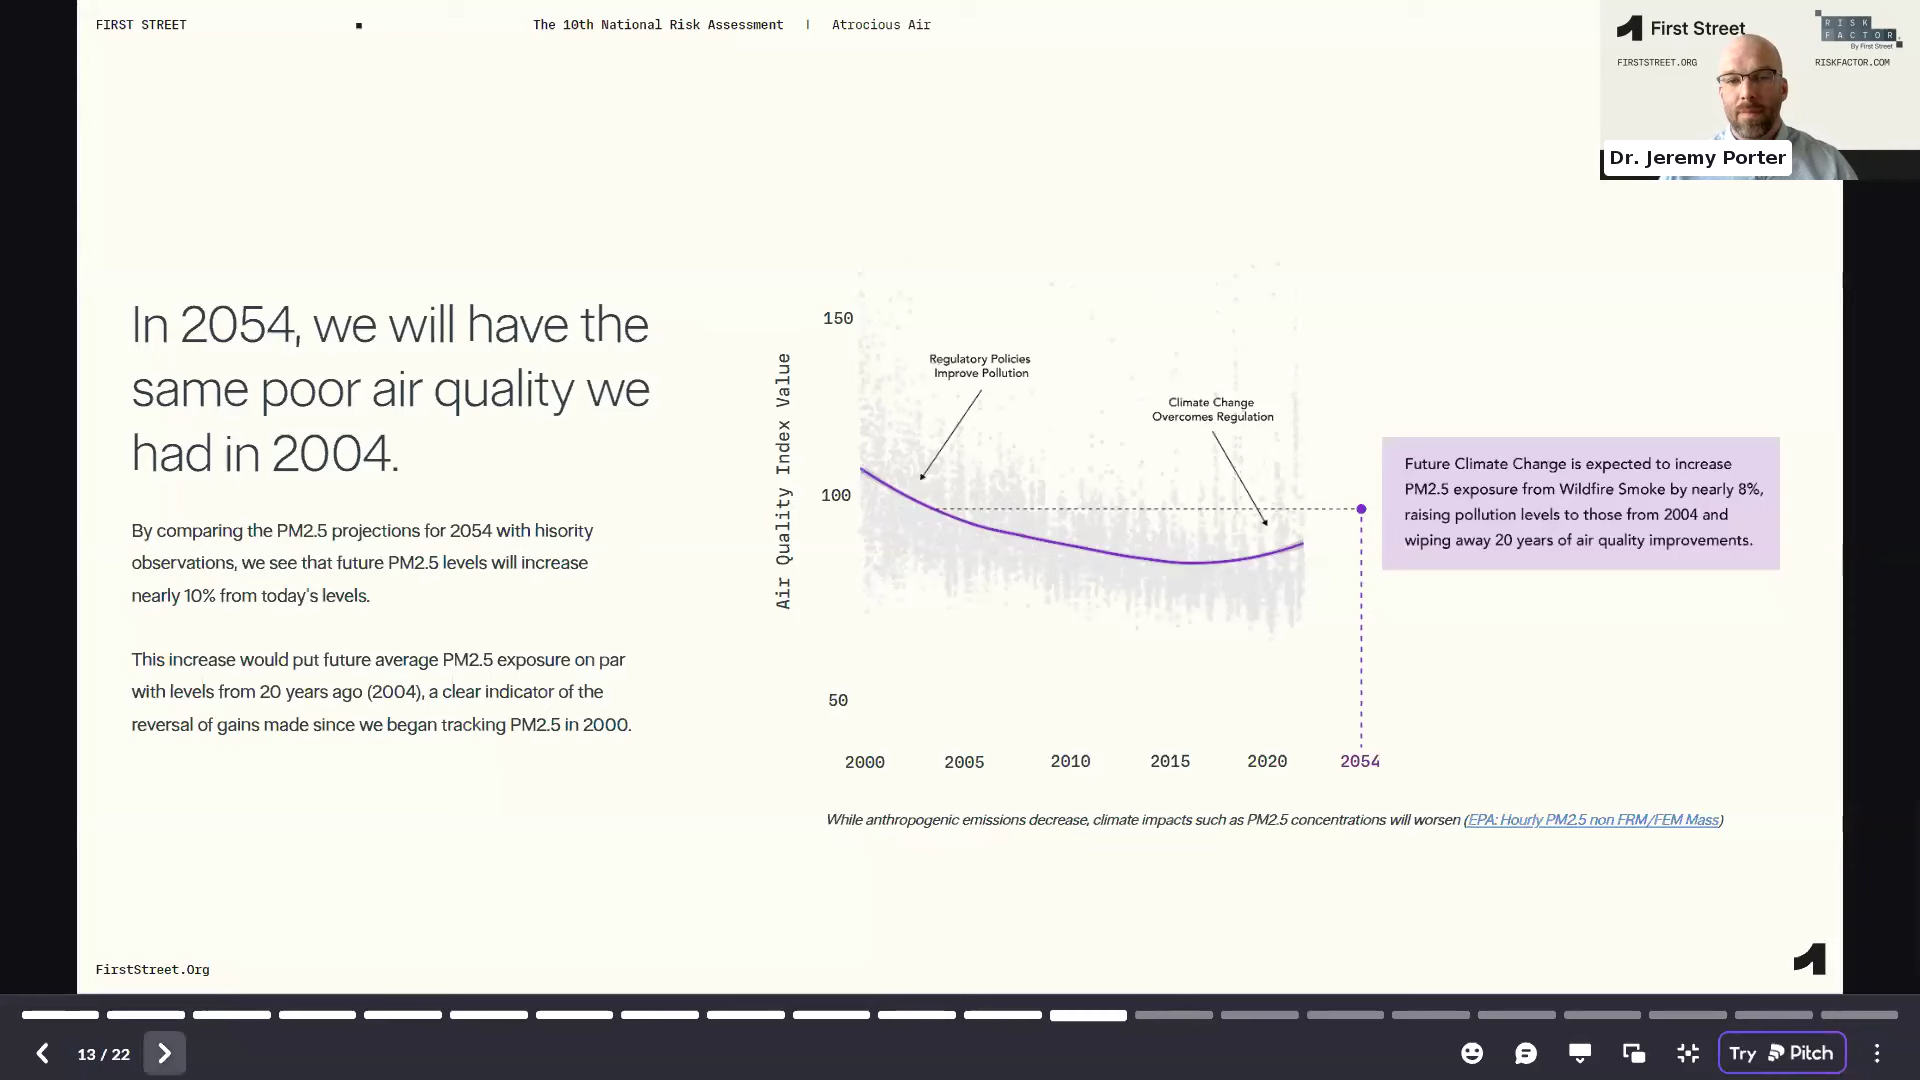 FIRST STREET
The 10th National Risk Assessment | Atrocious Air
First Street
FIRSTSTREET.ORG
RISK
FACTOR
By First Street
RISKFACTOR.COM
Dr. Jeremy Porter
In 2054, we will have the
same poor air quality we
had in 2004.
By comparing the PM2.5 projections for 2054 with hisority
observations, we see that future PM2.5 levels will increase
nearly 10% from today's levels.
This increase would put future average PM2.5 exposure on par
with levels from 20 years ago (2004), a clear indicator of the
reversal of gains made since we began tracking PM2.5 in 2000.
Air Quality Index Value
150
100
50
Regulatory Policies
Improve Pollution
Climate Change
Overcomes Regulation
2000 2005 2010 2015 2020 2054
Future Climate Change is expected to increase
PM2.5 exposure from Wildfire Smoke by nearly 8%,
raising pollution levels to those from 2004 and
wiping away 20 years of air quality improvements.
While anthropogenic emissions decrease, climate impacts such as PM2.5 concentrations will worsen (EPA: Hourly PM2.5 non FRM/FEM Mass)
FirstStreet.Org
13 / 22
Try Pitch